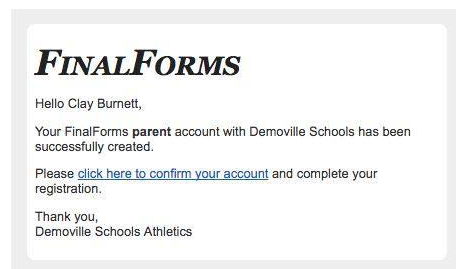 FINALFORMS
Hello Clay Burnett,
Your FinalForms parent account with Demoville Schools has been
successfully created.
Please click here to confirm your account and complete your
registration.
Thank you,
Demoville Schools Athletics